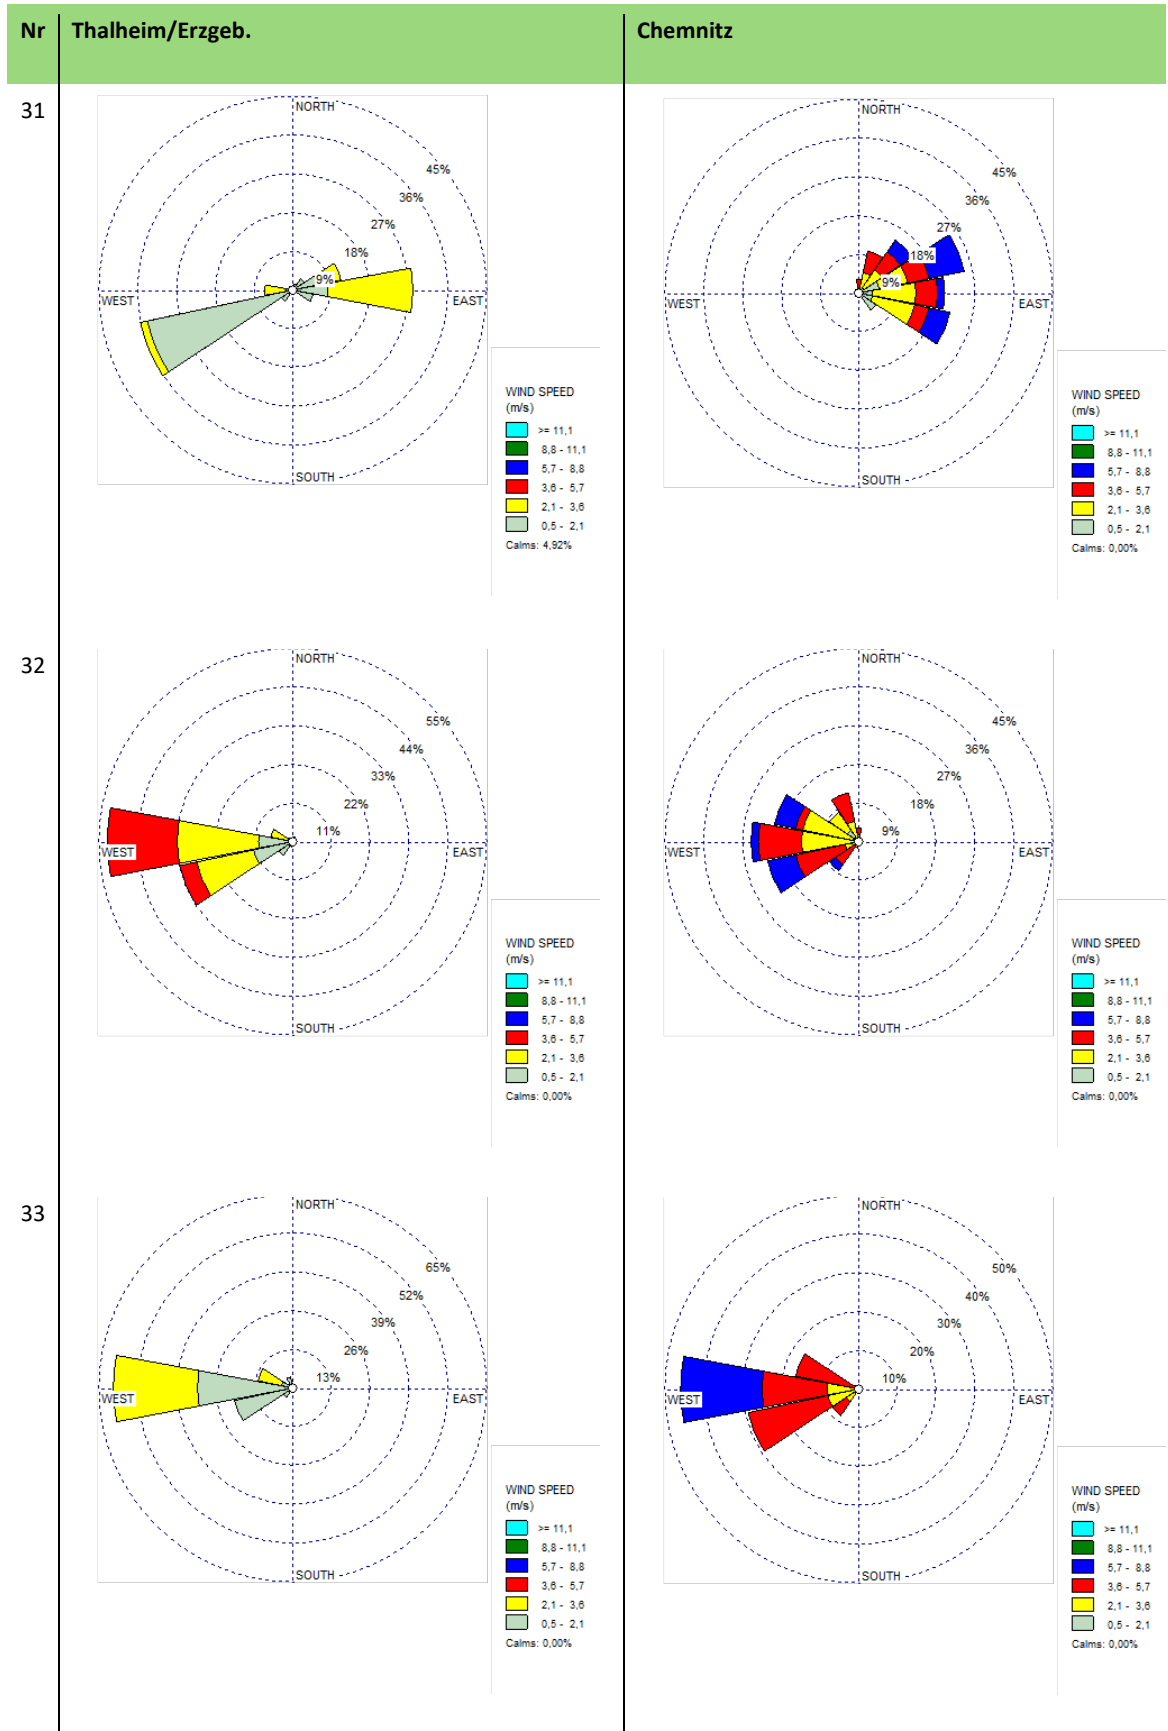 Nr Thalheim/Erzgeb. Chemnitz
31
NORTH
45%
36%
27%
18%
9%
WEST
EAST
SOUTH
WIND SPEED
(m/s)
>= 11,1
8,8 - 11,1
5,7 - 8,8
3,6 - 5,7
2,1 - 3,6
0,5 - 2,1
Calms: 4,92%
NORTH
45%
36%
27%
18%
9%
WEST
EAST
SOUTH
WIND SPEED
(m/s)
>= 11,1
8,8 - 11,1
5,7 - 8,8
3,6 - 5,7
2,1 - 3,6
0,5 - 2,1
Calms: 0,00%
32
NORTH
55%
44%
33%
22%
11%
WEST
EAST
SOUTH
WIND SPEED
(m/s)
>= 11,1
8,8 - 11,1
5,7 - 8,8
3,6 - 5,7
2,1 - 3,6
0,5 - 2,1
Calms: 0,00%
NORTH
45%
36%
27%
18%
9%
WEST
EAST
SOUTH
WIND SPEED
(m/s)
>= 11,1
8,8 - 11,1
5,7 - 8,8
3,6 - 5,7
2,1 - 3,6
0,5 - 2,1
Calms: 0,00%
33
NORTH
65%
52%
39%
26%
13%
WEST
EAST
SOUTH
WIND SPEED
(m/s)
>= 11,1
8,8 - 11,1
5,7 - 8,8
3,6 - 5,7
2,1 - 3,6
0,5 - 2,1
Calms: 0,00%
NORTH
50%
40%
30%
20%
10%
WEST
EAST
SOUTH
WIND SPEED
(m/s)
>= 11,1
8,8 - 11,1
5,7 - 8,8
3,6 - 5,7
2,1 - 3,6
0,5 - 2,1
Calms: 0,00%